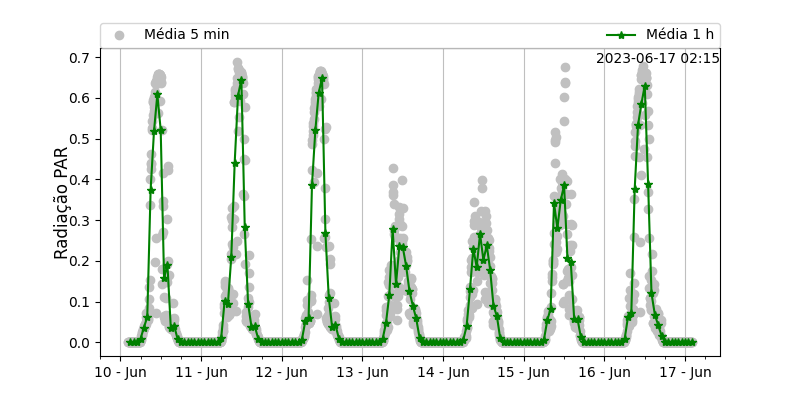 Média 5 min
Média 1 h
2023-06-17 02:15
Radiação PAR
0.7
0.6
0.5
0.4
0.3
0.2
0.1
0.0
10 - Jun
11 - Jun
12 - Jun
13 - Jun
14 - Jun
15 - Jun
16 - Jun
17 - Jun